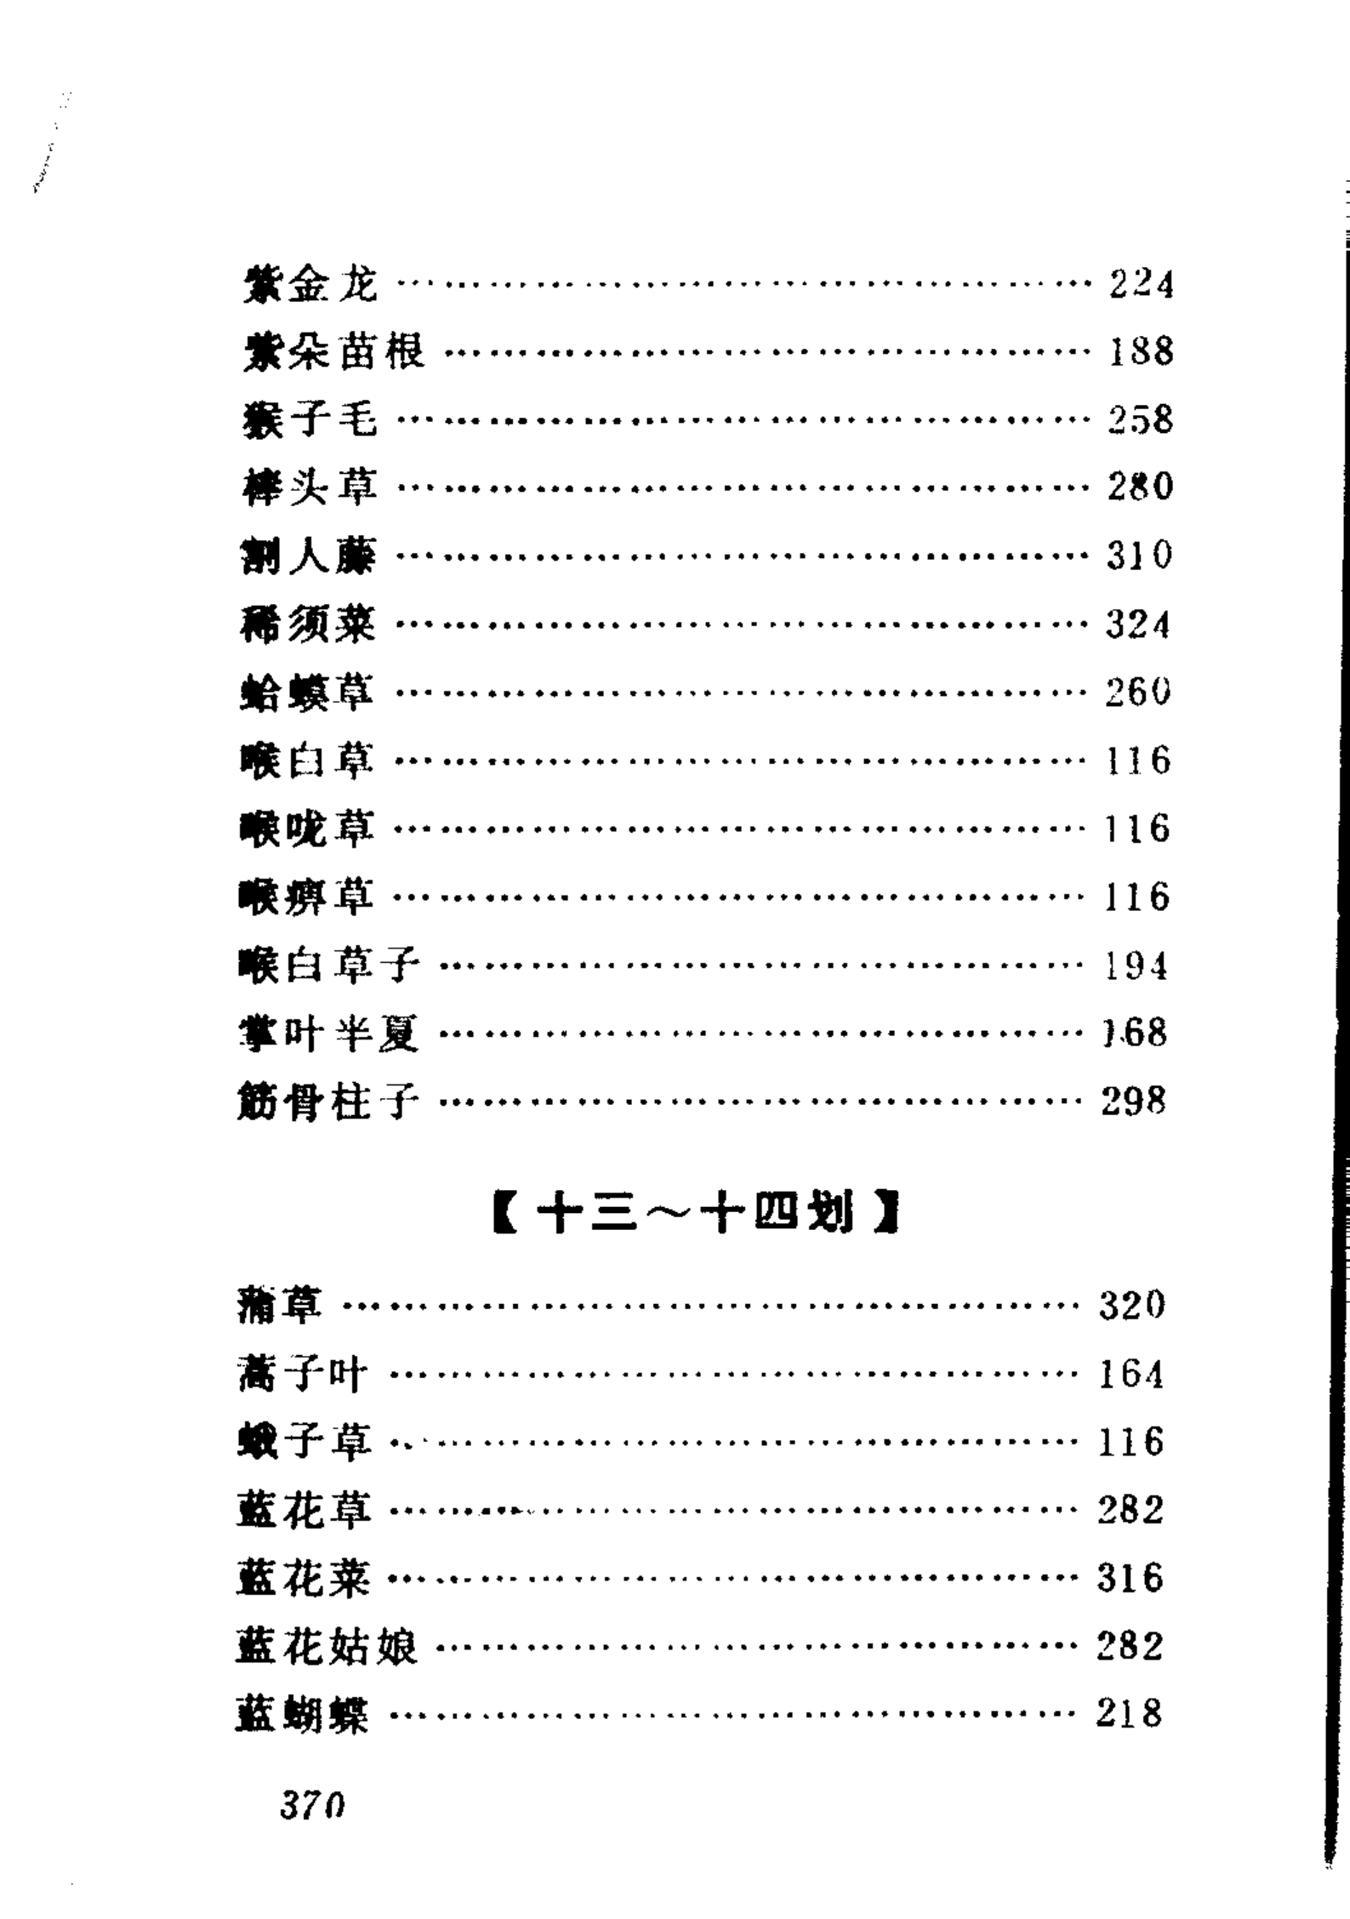 紫金龙 …………………………………… 224
紫朵苗根 …………………………………… 188
猴子毛 …………………………………… 258
棒头草 …………………………………… 280
割人藤 …………………………………… 310
稀须菜 …………………………………… 324
蛤蟆草 …………………………………… 260
喉白草 …………………………………… 116
喉咙草 …………………………………… 116
喉痹草 …………………………………… 116
喉白草子 …………………………………… 194
掌叶半夏 …………………………………… 168
筋骨柱子 …………………………………… 298
【十三～十四划】
蒲草 …………………………………… 320
蒿子叶 …………………………………… 164
蛾子草 …………………………………… 116
蓝花草 …………………………………… 282
蓝花菜 …………………………………… 316
蓝花姑娘 …………………………………… 282
蓝蝴蝶 …………………………………… 218
370